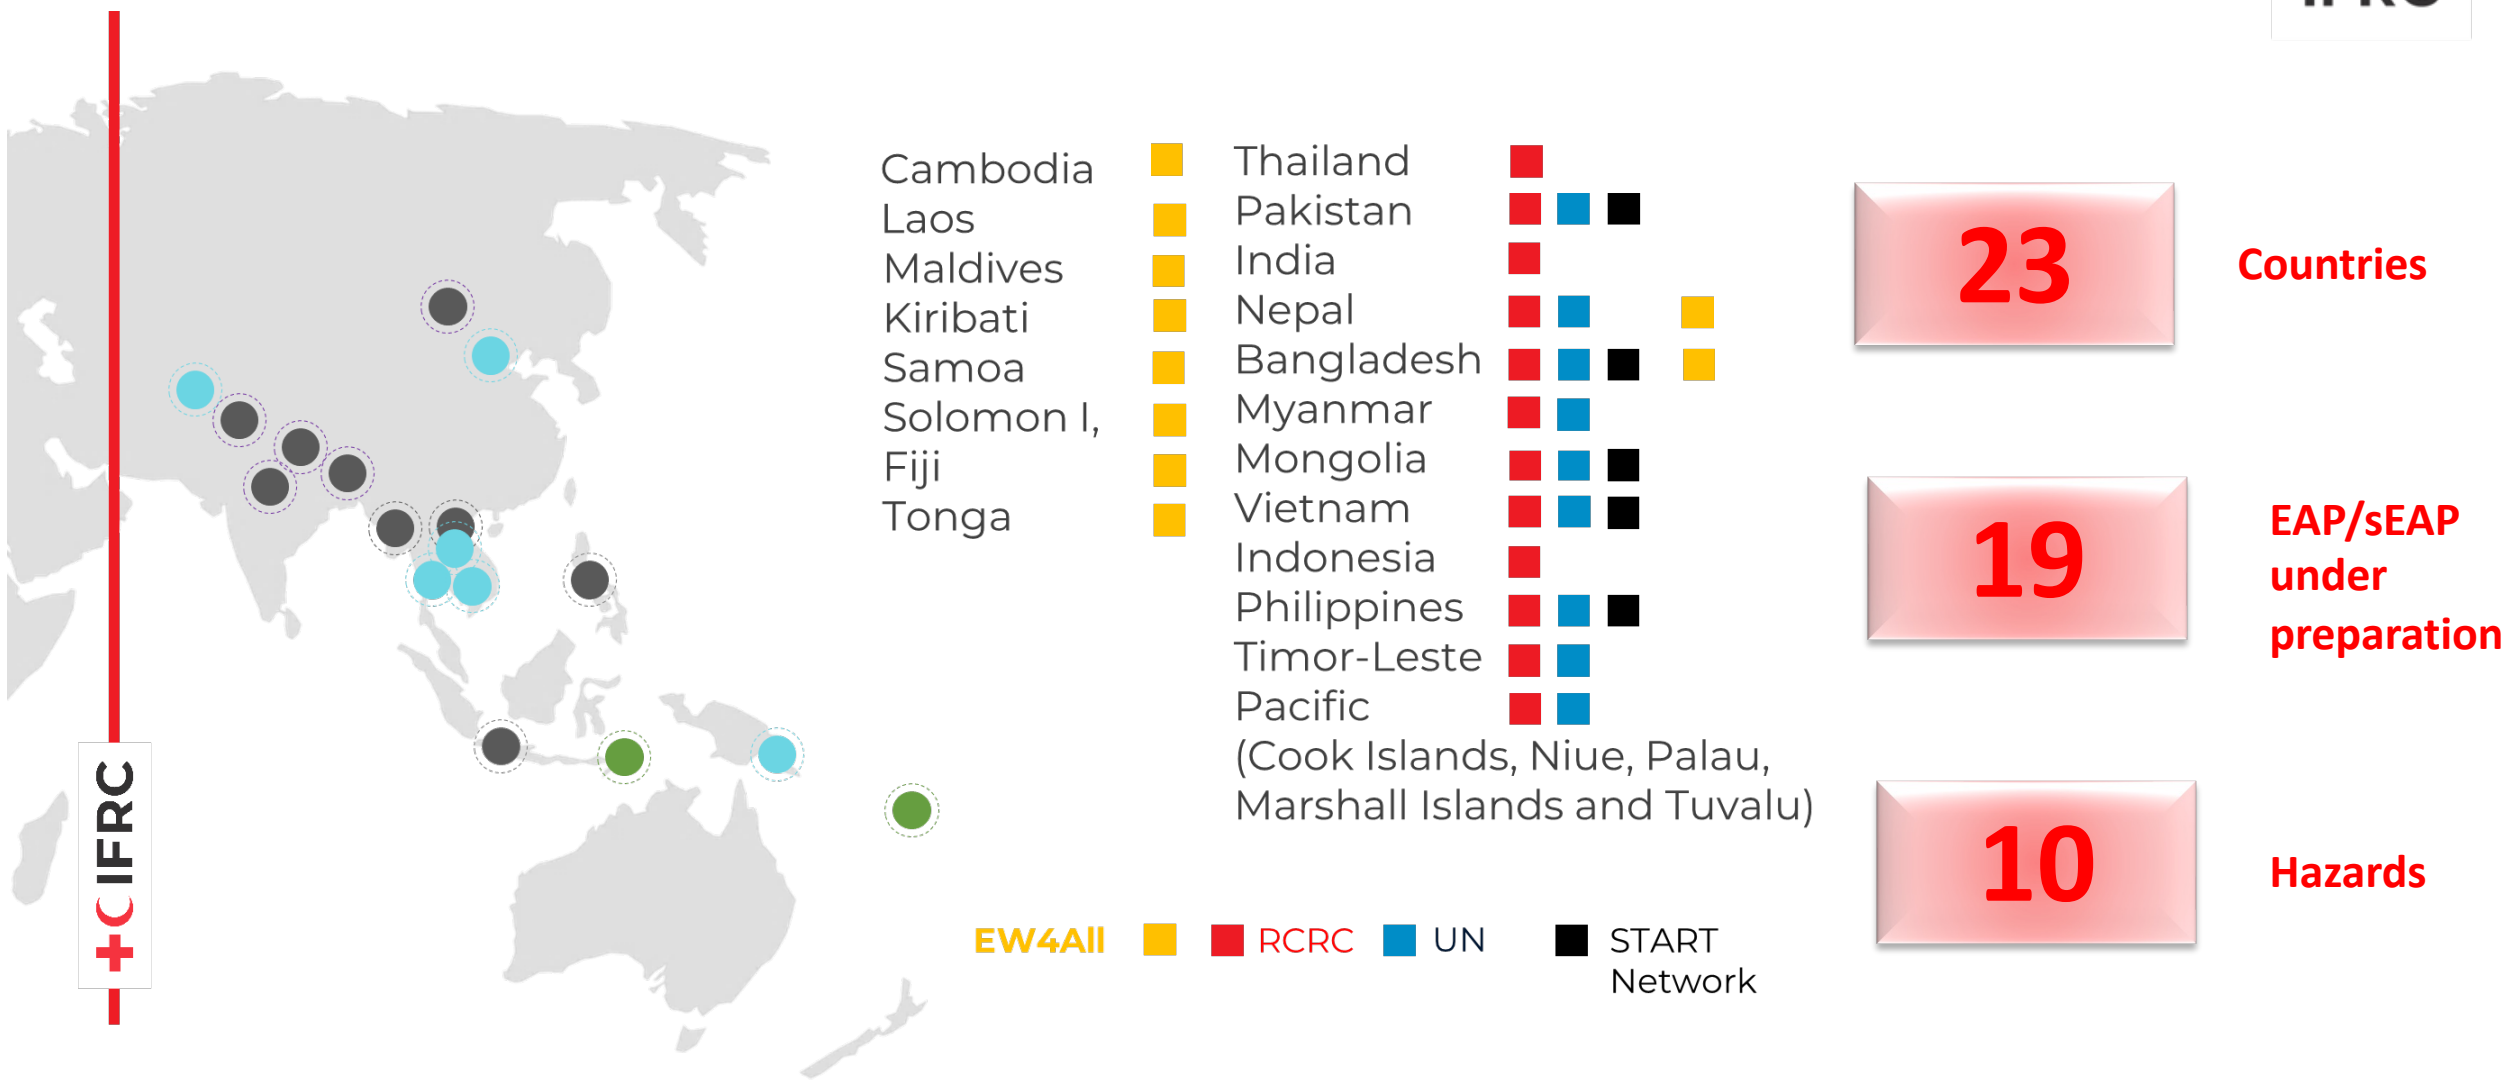 Cambodia
Laos
Maldives
Kiribati
Samoa
Solomon I,
Fiji
Tonga
Thailand
Pakistan
India
Nepal
Bangladesh
Myanmar
Mongolia
Vietnam
Indonesia
Philippines
Timor-Leste
Pacific
(Cook Islands, Niue, Palau,
Marshall Islands and Tuvalu)
23
Countries
19
EAP/sEAP
under
preparation
10
Hazards
EW4All
RCRC
UN
START
Network
IFRC